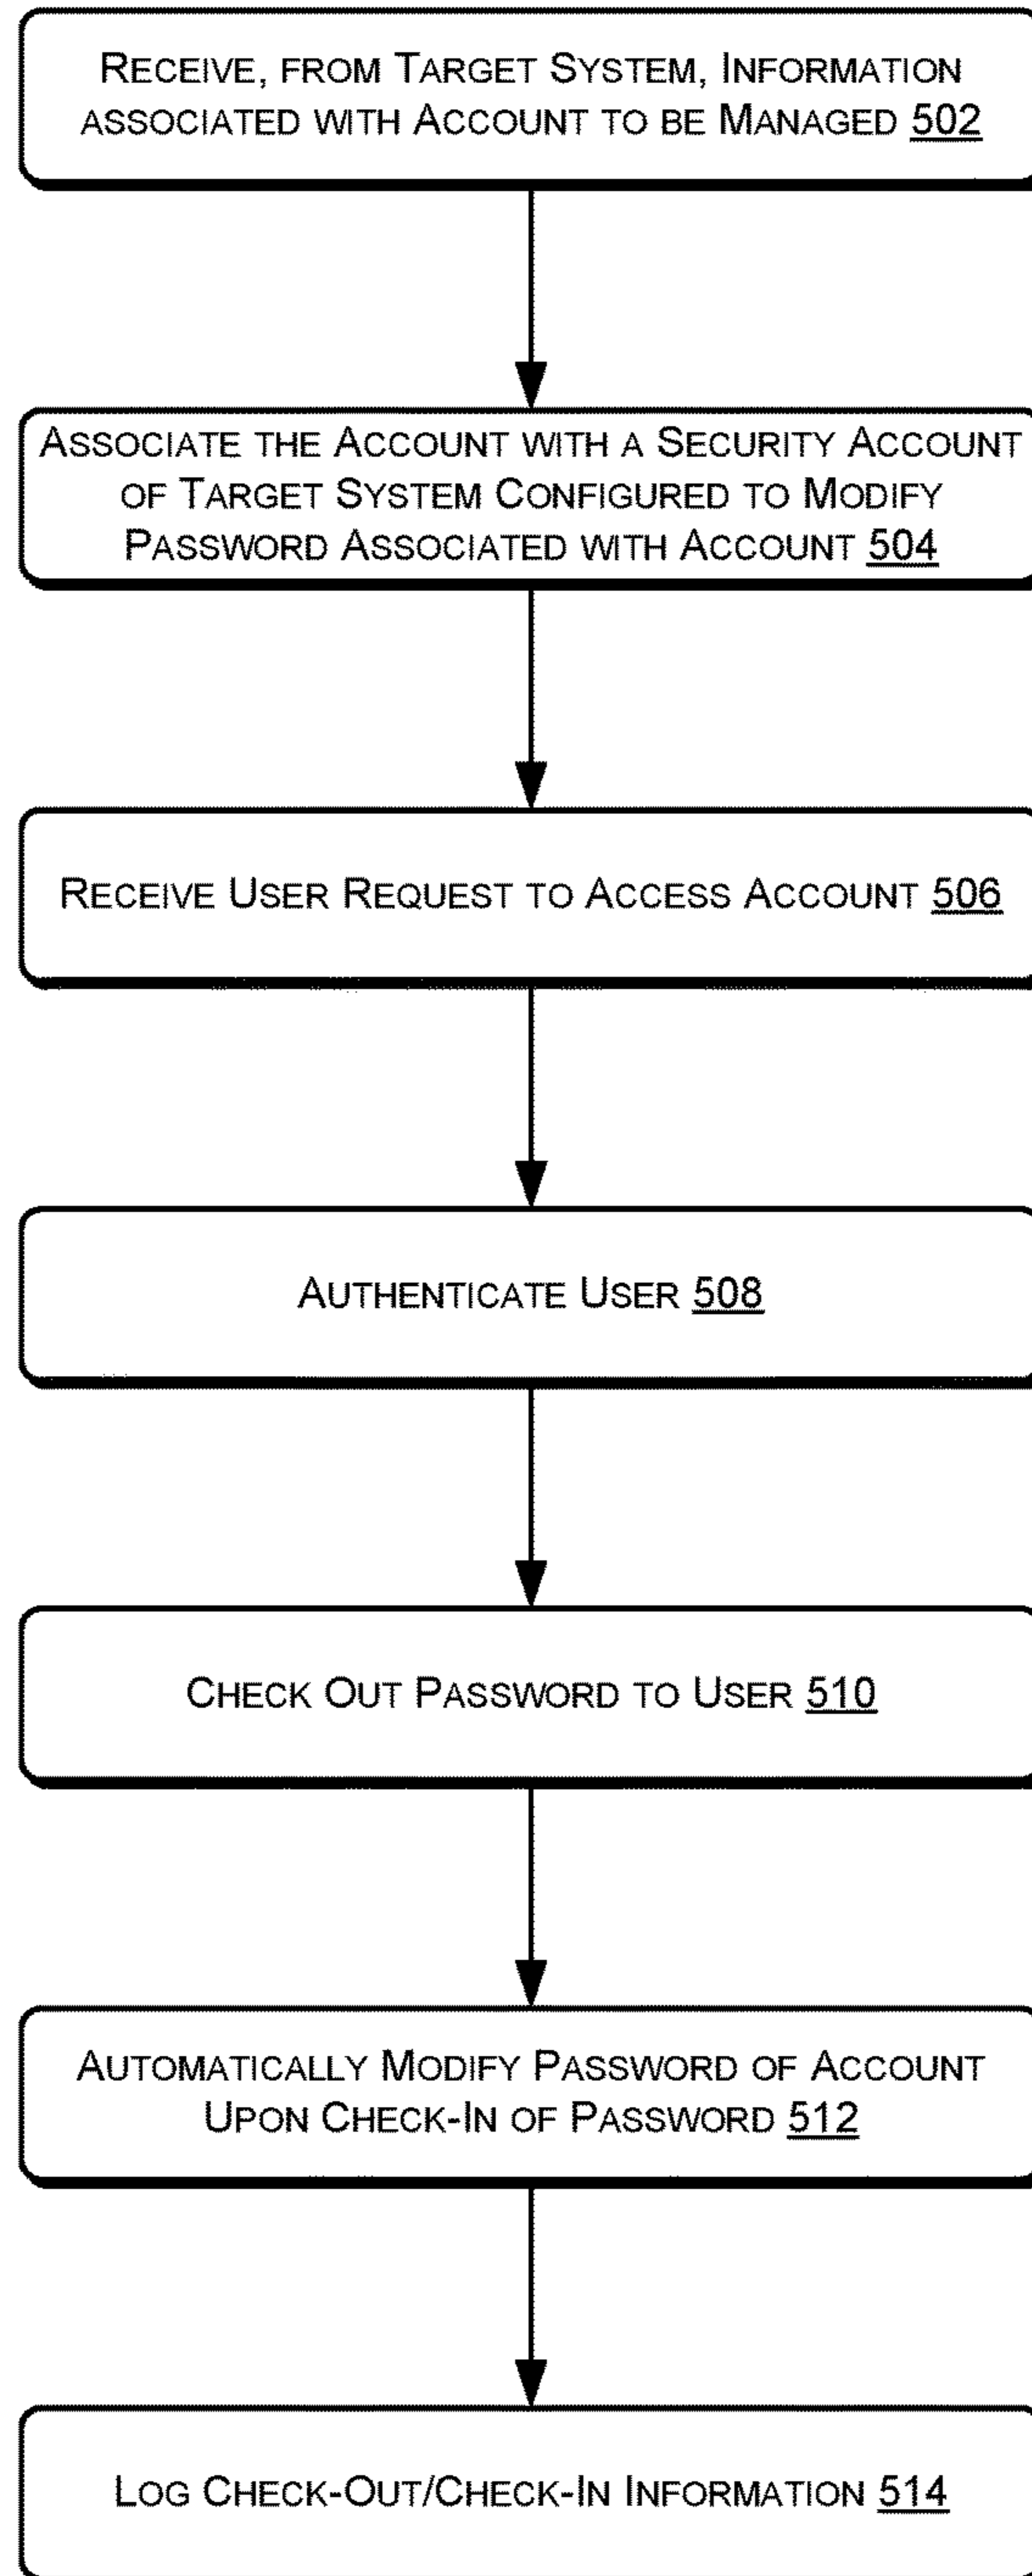 RECEIVE, FROM TARGET SYSTEM, INFORMATION
ASSOCIATED WITH ACCOUNT TO BE MANAGED 502
ASSOCIATE THE ACCOUNT WITH A SECURITY ACCOUNT
OF TARGET SYSTEM CONFIGURED TO MODIFY
PASSWORD ASSOCIATED WITH ACCOUNT 504
RECEIVE USER REQUEST TO ACCESS ACCOUNT 506
AUTHENTICATE USER 508
CHECK OUT PASSWORD TO USER 510
AUTOMATICALLY MODIFY PASSWORD OF ACCOUNT
UPON CHECK-IN OF PASSWORD 512
LOG CHECK-OUT/CHECK-IN INFORMATION 514